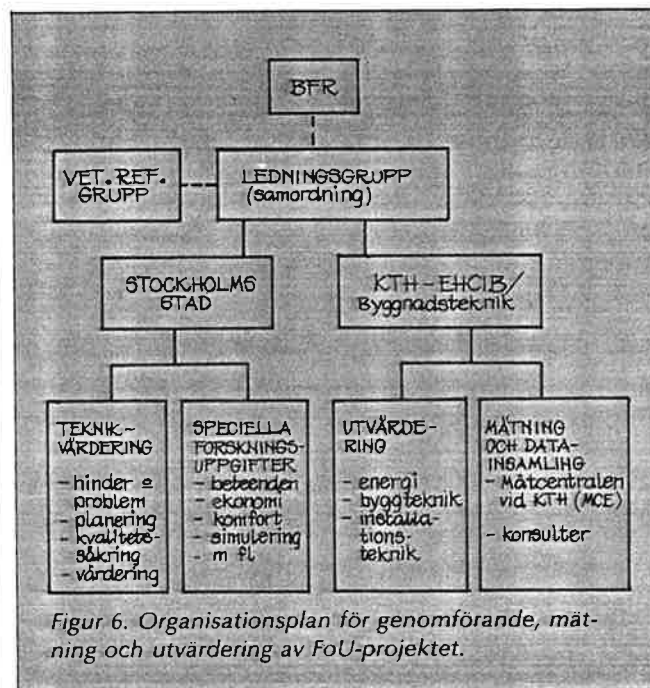 BFR
VET. REF.
GRUPP
LEDNINGSGRUPP
(samordning)
STOCKHOLMS
STAD
KTH-EHCIB/
Byggnadsteknik
TEKNIK-
VÄRDERING
- hinder o
problem
- planering
- kvalitets-
säkring
- värdering
SPECIELLA
FORSKNINGS-
UPPGIFTER
- beteenden
- ekonomi
- komfort
- simulering
- m fl
UTVÄRDE-
RING
- energi
- byggteknik
- installa-
tions-
teknik
MÄTNING
OCH DATA-
INSAMLING
- Mätcentralen
vid KTH (MCE)
- konsulter
Figur 6. Organisationsplan för genomförande, mät-
ning och utvärdering av FoU-projektet.